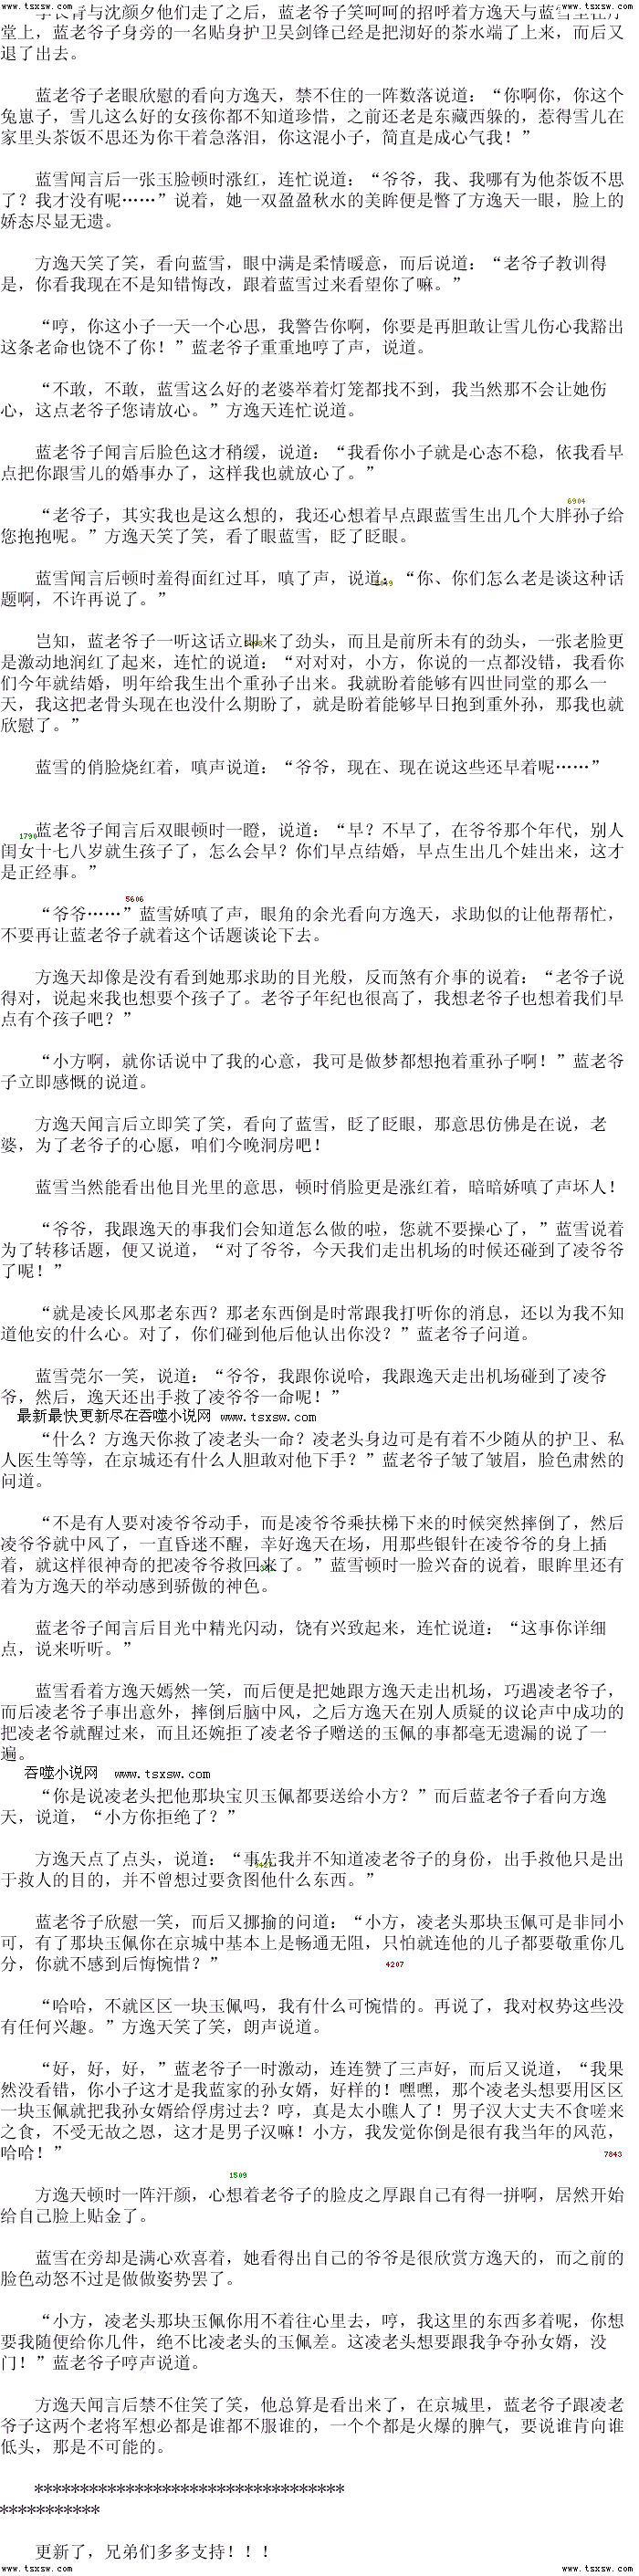 www.tsxsw.com www.tsxsw.com
李长青与沈颜夕他们走了之后，蓝老爷子笑呵呵的招呼着方逸天与蓝雪坐在厅
堂上，蓝老爷子身旁的一名贴身护卫吴剑锋已经是把沏好的茶水端了上来，而后又
退了出去。
蓝老爷子老眼欣慰的看向方逸天，禁不住的一阵数落说道：“你啊你，你这个
兔崽子，雪儿这么好的女孩你都不知道珍惜，之前还老是东藏西躲的，惹得雪儿在
家里头茶饭不思还为你干着急落泪，你这混小子，简直是成心气我！”
蓝雪闻言后一张玉脸顿时涨红，连忙说道：“爷爷，我、我哪有为他茶饭不思
了？我才没有呢……”说着，她一双盈盈秋水的美眸便是瞥了方逸天一眼，脸上的
娇态尽显无遗。
方逸天笑了笑，看向蓝雪，眼中满是柔情暖意，而后说道：“老爷子教训得
是，你看我现在不是知错悔改，跟着蓝雪过来看望你了嘛。”
“哼，你这小子一天一个心思，我警告你啊，你要是再胆敢让雪儿伤心我豁出
这条老命也饶不了你！”蓝老爷子重重地哼了声，说道。
“不敢，不敢，蓝雪这么好的老婆举着灯笼都找不到，我当然那不会让她伤
心，这点老爷子您请放心。”方逸天连忙说道。
蓝老爷子闻言后脸色这才稍缓，说道：“我看你小子就是心态不稳，依我看早
点把你跟雪儿的婚事办了，这样我也就放心了。”
6904
“老爷子，其实我也是这么想的，我还心想着早点跟蓝雪生出几个大胖孙子给
您抱抱呢。”方逸天笑了笑，看了眼蓝雪，眨了眨眼。
蓝雪闻言后顿时羞得面红过耳，嗔了声，说道：“你、你们怎么老是谈这种话
题啊，不许再说了。”
岂知，蓝老爷子一听这话立即来了劲头，而且是前所未有的劲头，一张老脸更
是激动地润红了起来，连忙的说道：“对对对，小方，你说的一点都没错，我看你
们今年就结婚，明年给我生出个重孙子出来。我就盼着能够有四世同堂的那么一
天，我这把老骨头现在也没什么期盼了，就是盼着能够早日抱到重外孙，那我也就
欣慰了。”
蓝雪的俏脸烧红着，嗔声说道：“爷爷，现在、现在说这些还早着呢……”
1790
蓝老爷子闻言后双眼顿时一瞪，说道：“早？不早了，在爷爷那个年代，别人
闺女十七八岁就生孩子了，怎么会早？你们早点结婚，早点生出几个娃出来，这才
是正经事。”
5606
“爷爷……”蓝雪娇嗔了声，眼角的余光看向方逸天，求助似的让他帮帮忙，
不要再让蓝老爷子就着这个话题谈论下去。
方逸天却像是没有看到她那求助的目光般，反而煞有介事的说着：“老爷子说
得对，说起来我也想要个孩子了。老爷子年纪也很高了，我想老爷子也想着我们早
点有个孩子吧？”
“小方啊，就你话说中了我的心意，我可是做梦都想抱着重孙子啊！”蓝老爷
子立即感慨的说道。
方逸天闻言后立即笑了笑，看向了蓝雪，眨了眨眼，那意思仿佛是在说，老
婆，为了老爷子的心愿，咱们今晚洞房吧！
蓝雪当然能看出他目光里的意思，顿时俏脸更是涨红着，暗暗娇嗔了声坏人！
“爷爷，我跟逸天的事我们会知道怎么做的啦，您就不要操心了，”蓝雪说着
为了转移话题，便又说道，“对了爷爷，今天我们走出机场的时候还碰到了凌爷爷
了呢！”
“就是凌长风那老东西？那老东西倒是时常跟我打听你的消息，还以为我不知
道他安的什么心。对了，你们碰到他后他认出你没？”蓝老爷子问道。
蓝雪莞尔一笑，说道：“爷爷，我跟你说哈，我跟逸天走出机场碰到了凌爷
爷，然后，逸天还出手救了凌爷爷一命呢！”
最新最快更新尽在吞噬小说网 www.tsxsw.com
“什么？方逸天你救了凌老头一命？凌老头身边可是有着不少随从的护卫、私
人医生等等，在京城还有什么人胆敢对他下手？”蓝老爷子皱了皱眉，脸色肃然的
问道。
“不是有人要对凌爷爷动手，而是凌爷爷乘扶梯下来的时候突然摔倒了，然后
凌爷爷就中风了，一直昏迷不醒，幸好逸天在场，用那些银针在凌爷爷的身上插
着，就这样很神奇的把凌爷爷救回来了。”蓝雪顿时一脸兴奋的说着，眼眸里还有
着为方逸天的举动感到骄傲的神色。
蓝老爷子闻言后目光中精光闪动，饶有兴致起来，连忙说道：“这事你详细
点，说来听听。”
蓝雪看着方逸天嫣然一笑，而后便是把她跟方逸天走出机场，巧遇凌老爷子，
而后凌老爷子事出意外，摔倒后脑中风，之后方逸天在别人质疑的议论声中成功的
把凌老爷就醒过来，而且还婉拒了凌老爷子赠送的玉佩的事都毫无遗漏的说了一
遍。
吞噬小说网 www.tsxsw.com
“你是说凌老头把他那块宝贝玉佩都要送给小方？”而后蓝老爷子看向方逸
天，说道，“小方你拒绝了？”
方逸天点了点头，说道：“事先我并不知道凌老爷子的身份，出手救他只是出
于救人的目的，并不曾想过要贪图他什么东西。”
蓝老爷子欣慰一笑，而后又揶揄的问道：“小方，凌老头那块玉佩可是非同小
可，有了那块玉佩你在京城中基本上是畅通无阻，只怕就连他的儿子都要敬重你几
分，你就不感到后悔惋惜？”
4207
“哈哈，不就区区一块玉佩吗，我有什么可惋惜的。再说了，我对权势这些没
有任何兴趣。”方逸天笑了笑，朗声说道。
“好，好，好，”蓝老爷子一时激动，连连赞了三声好，而后又说道，“我果
然没看错，你小子这才是我蓝家的孙女婿，好样的！嘿嘿，那个凌老头想要用区区
一块玉佩就把我孙女婿给俘虏过去？哼，真是太小瞧人了！男子汉大丈夫不食嗟来
之食，不受无故之恩，这才是男子汉嘛！小方，我发觉你倒是很有我当年的风范，
哈哈！”
7843
1509
方逸天顿时一阵汗颜，心想着老爷子的脸皮之厚跟自己有得一拼啊，居然开始
给自己脸上贴金了。
蓝雪在旁却是满心欢喜着，她看得出自己的爷爷是很欣赏方逸天的，而之前的
脸色动怒不过是做做姿势罢了。
“小方，凌老头那块玉佩你用不着往心里去，哼，我这里的东西多着呢，你想
要我随便给你几件，绝不比凌老头的玉佩差。这凌老头想要跟我争夺孙女婿，没
门！”蓝老爷子哼声说道。
方逸天闻言后禁不住笑了笑，他总算是看出来了，在京城里，蓝老爷子跟凌老
爷子这两个老将军想必都是谁都不服谁的，一个个都是火爆的脾气，要说谁肯向谁
低头，那是不可能的。
**********************************
***********
更新了，兄弟们多多支持！！！
www.tsxsw.com www.tsxsw.com